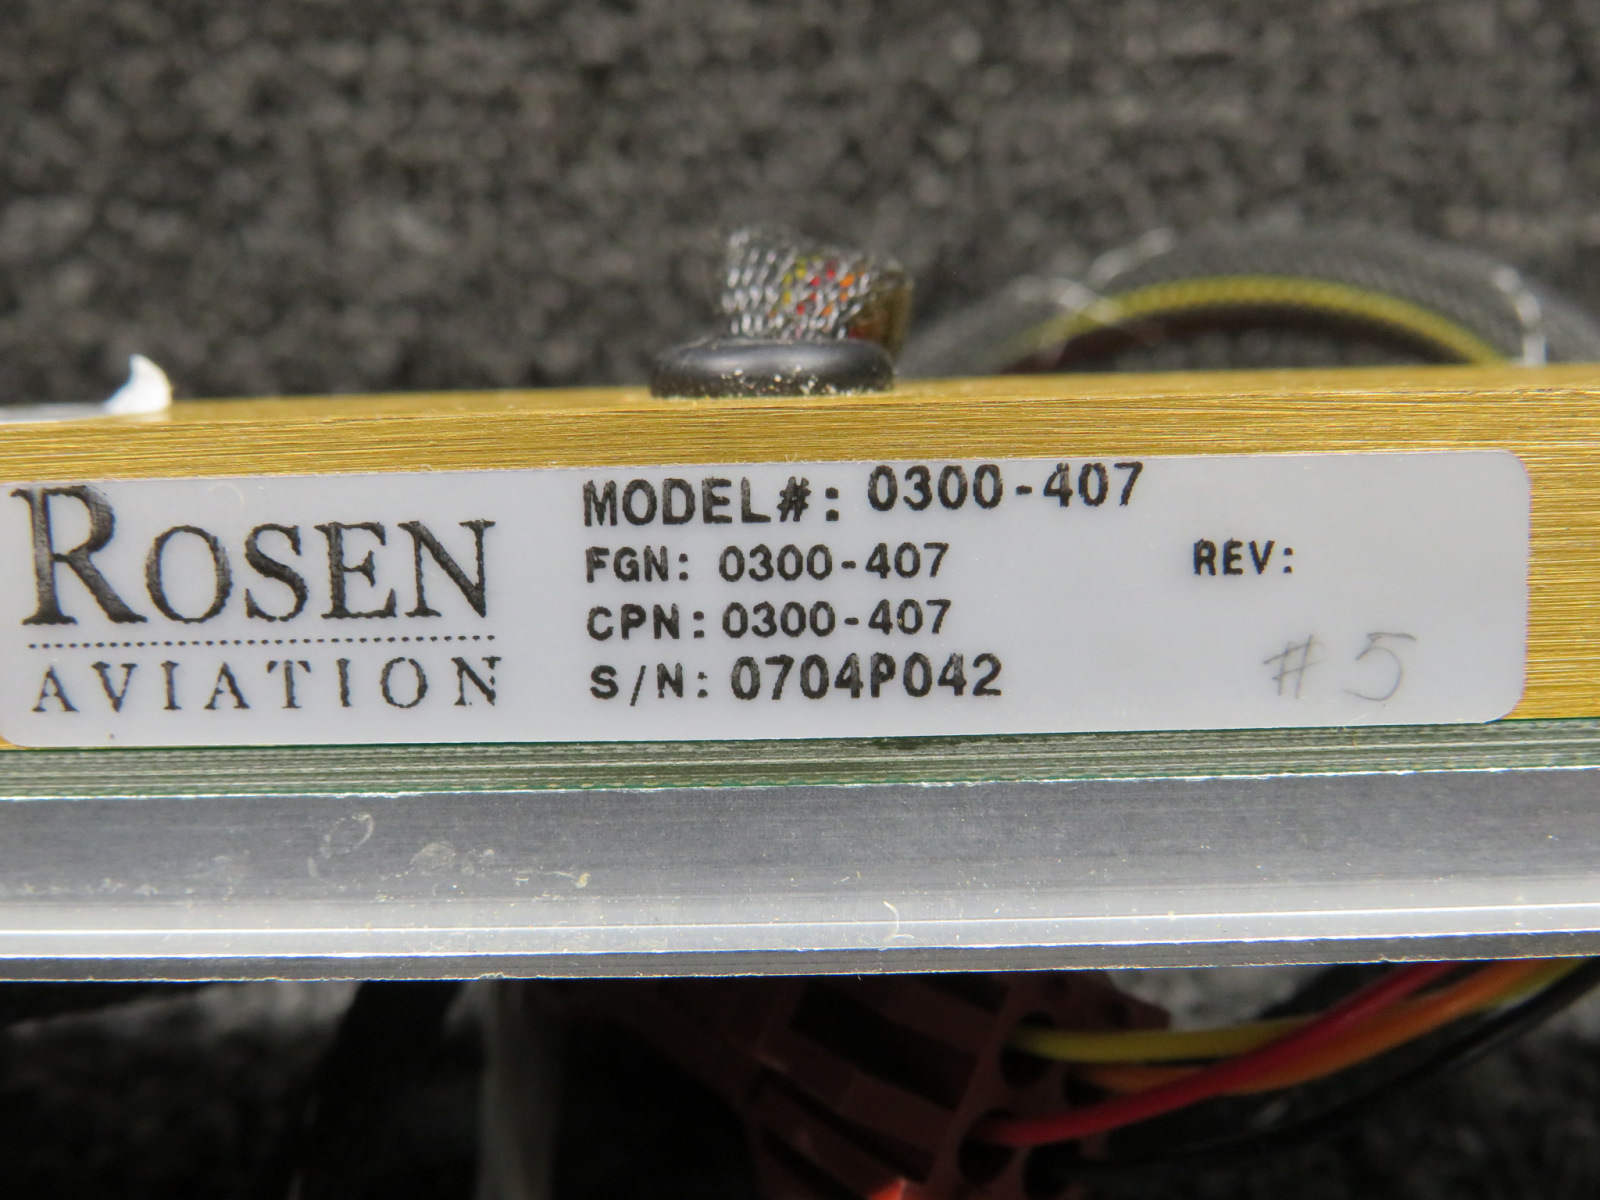 ROSEN
AVIATION
MODEL#: 0300-407
FGN: 0300-407
REV:
CPN: 0300-407
S/N: 0704P042
#5